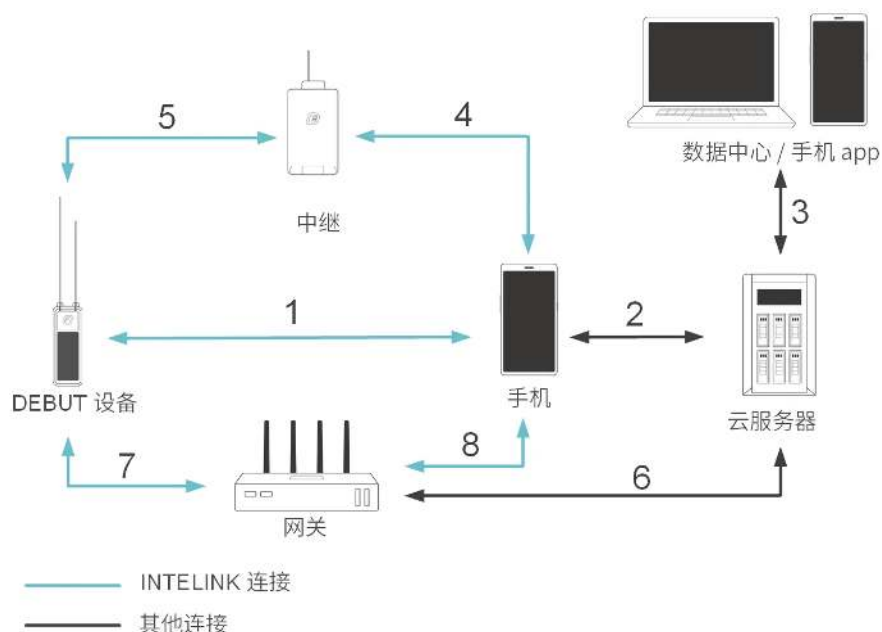 5
4
数据中心 / 手机 app
中继
3
1
2
DEBUT 设备
手机
云服务器
7
8
6
网关
INTELINK 连接
其他连接